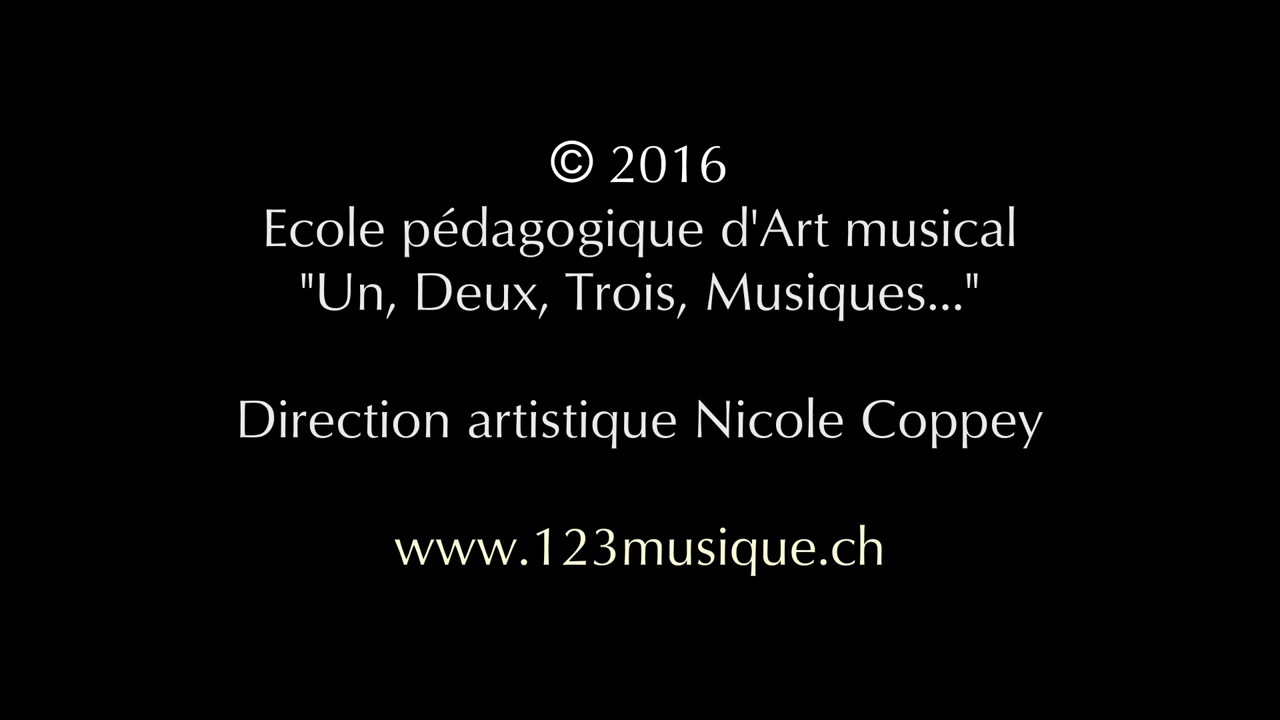 © 2016
Ecole pédagogique d'Art musical
"Un, Deux, Trois, Musiques..."
Direction artistique Nicole Coppey
www.123musique.ch